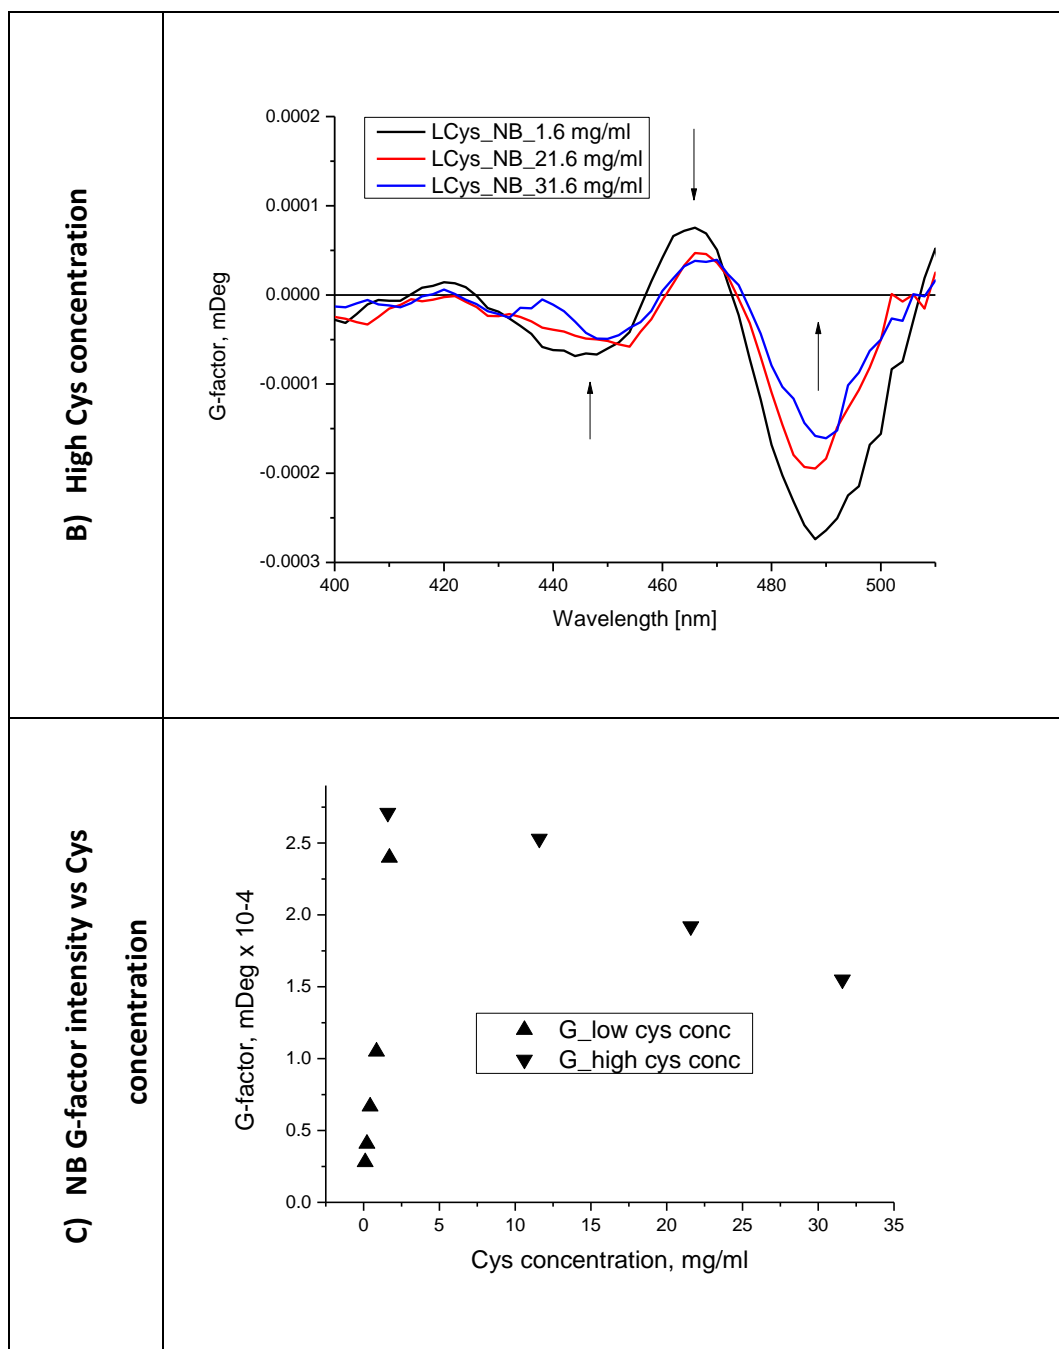 B) High Cys concentration
0.0002
0.0001
0.0000
-0.0001
-0.0002
-0.0003
G-factor, mDeg
LCys_NB_1.6 mg/ml
LCys_NB_21.6 mg/ml
LCys_NB_31.6 mg/ml
400 420 440 460 480 500
Wavelength [nm]
C) NB G-factor intensity vs Cys
concentration
2.5
2.0
1.5
1.0
0.5
0.0
G-factor, mDeg x 10-4
G_low cys conc
G_high cys conc
0 5 10 15 20 25 30 35
Cys concentration, mg/ml